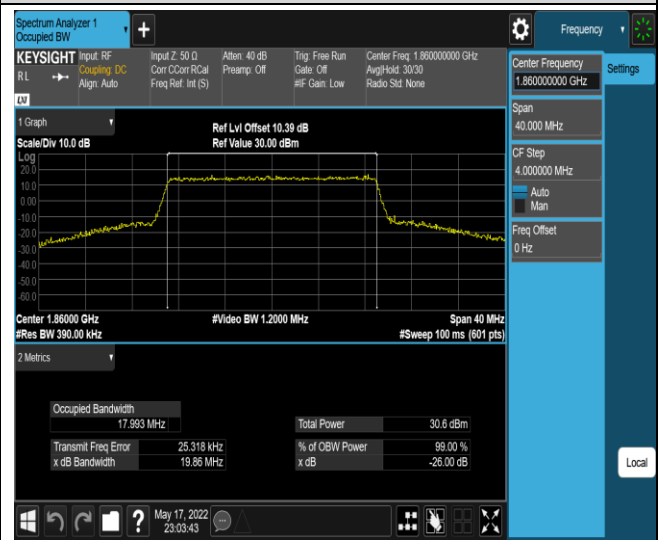 Spectrum Analyzer 1
Occupied BW
+
Frequency
KEYSIGHT Input: RF
R L
Coupling: DC
Align: Auto
LXI
Input Z: 50 Ω
Corr CCorr RCal
Freq Ref: Int (S)
Atten: 40 dB
Preamp: Off
Trig: Free Run
Gate: Off
#IF Gain: Low
Center Freq: 1.860000000 GHz
Avg|Hold: 30/30
Radio Std: None
Center Frequency
1.860000000 GHz
Settings
Span
40.000 MHz
CF Step
4.000000 MHz
Auto
Man
Freq Offset
0 Hz
1 Graph
Scale/Div 10.0 dB
Ref Lvl Offset 10.39 dB
Ref Value 30.00 dBm
Log
20.0
10.0
0.00
-10.0
-20.0
-30.0
-40.0
-50.0
-60.0
Center 1.86000 GHz
#Video BW 1.2000 MHz
Span 40 MHz
#Res BW 390.00 kHz
#Sweep 100 ms (601 pts)
2 Metrics
Occupied Bandwidth
17.993 MHz
Total Power 30.6 dBm
Transmit Freq Error 25.318 kHz
% of OBW Power 99.00 %
x dB Bandwidth 19.86 MHz
x dB -26.00 dB
Local
?
May 17, 2022
23:03:43